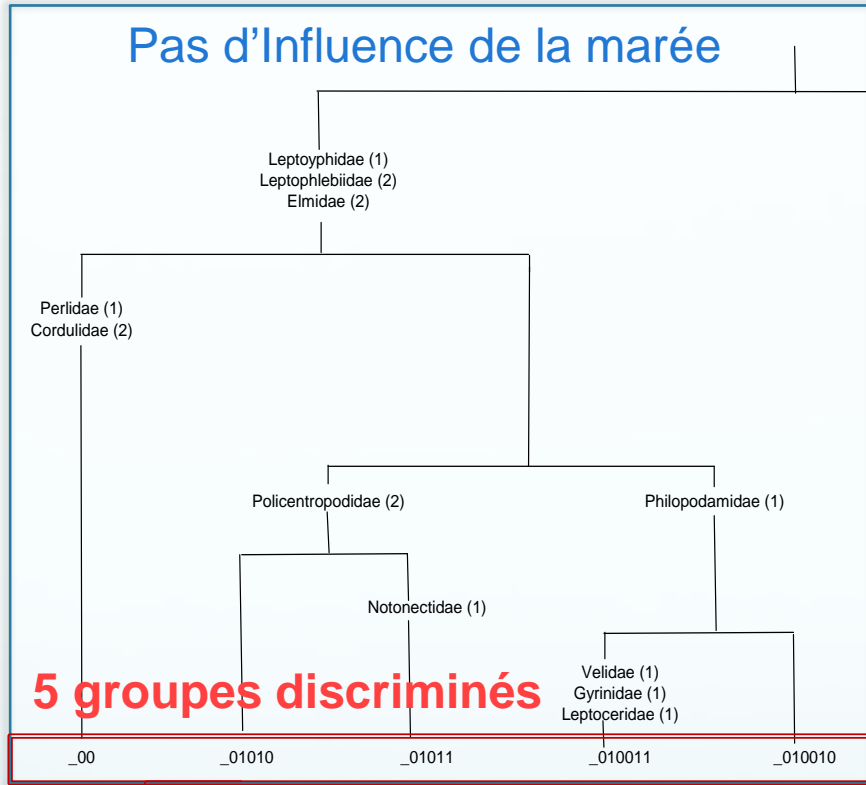 Pas d'Influence de la marée
Leptoyphidae (1)
Leptophlebiidae (2)
Elmidae (2)
Perlidae (1)
Cordulidae (2)
Policentropodidae (2)
Philopodamidae (1)
Notonectidae (1)
Velidae (1)
Gyrinidae (1)
Leptoceridae (1)
5 groupes discriminés
_00 _01010 _01011 _010011 _010010